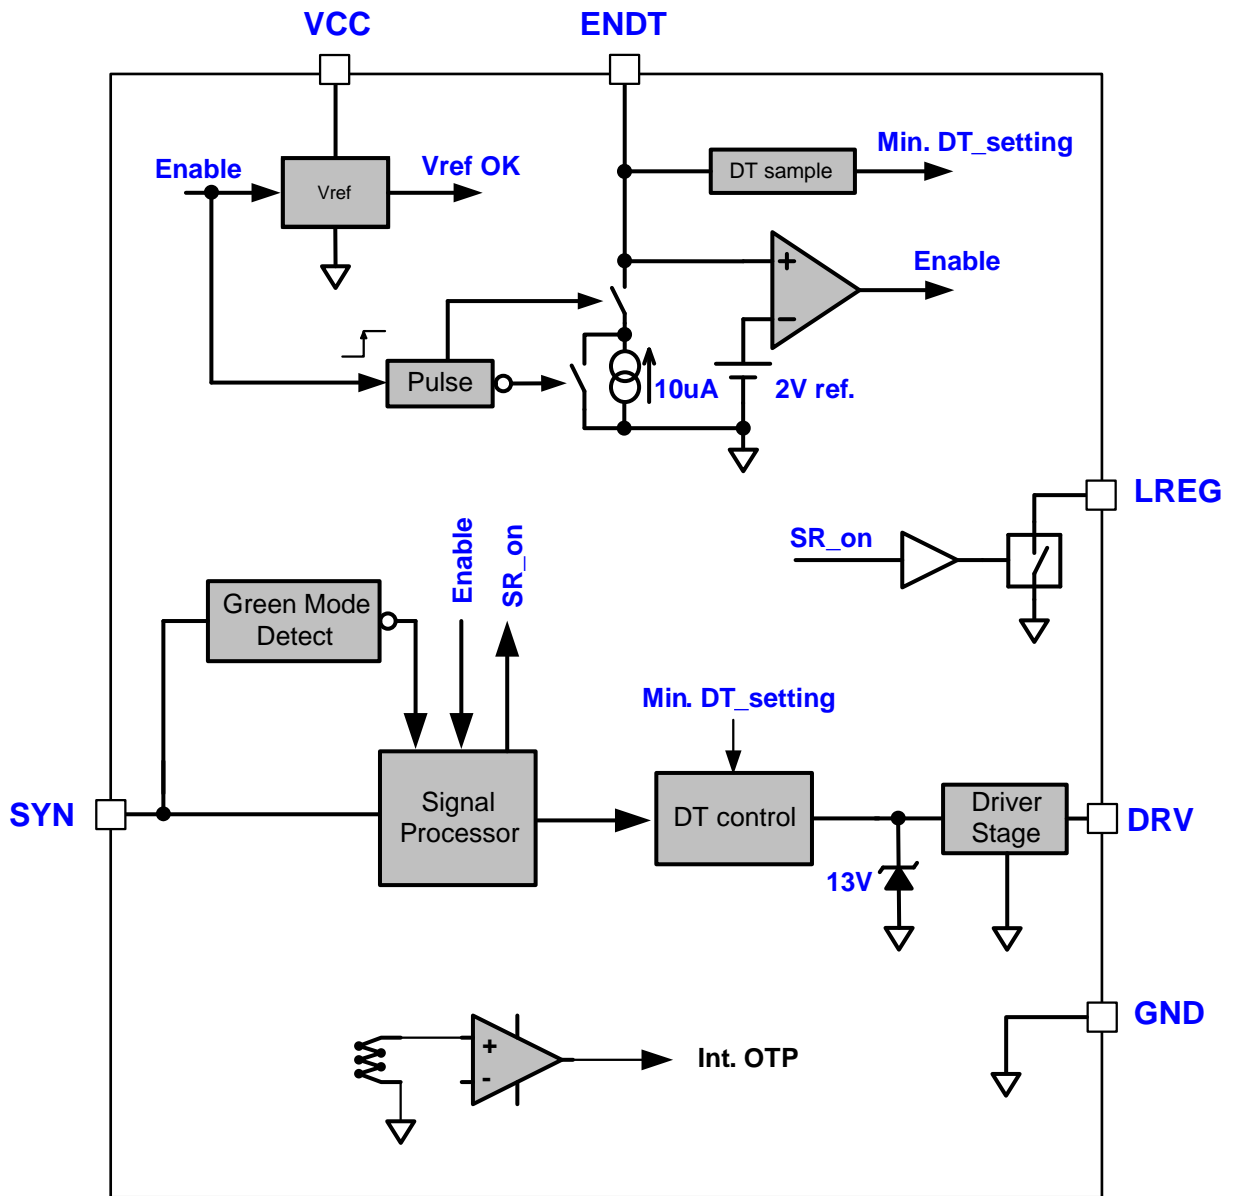 VCC
ENDT
Enable
Vref OK
Vref
Min. DT_setting
DT sample
+
Enable
−
Pulse
10uA
2V ref.
LREG
SR_on
Enable
SR_on
Green Mode
Detect
Min. DT_setting
SYN
Signal
Processor
DT control
Driver
Stage
DRV
13V
GND
+
-
Int. OTP